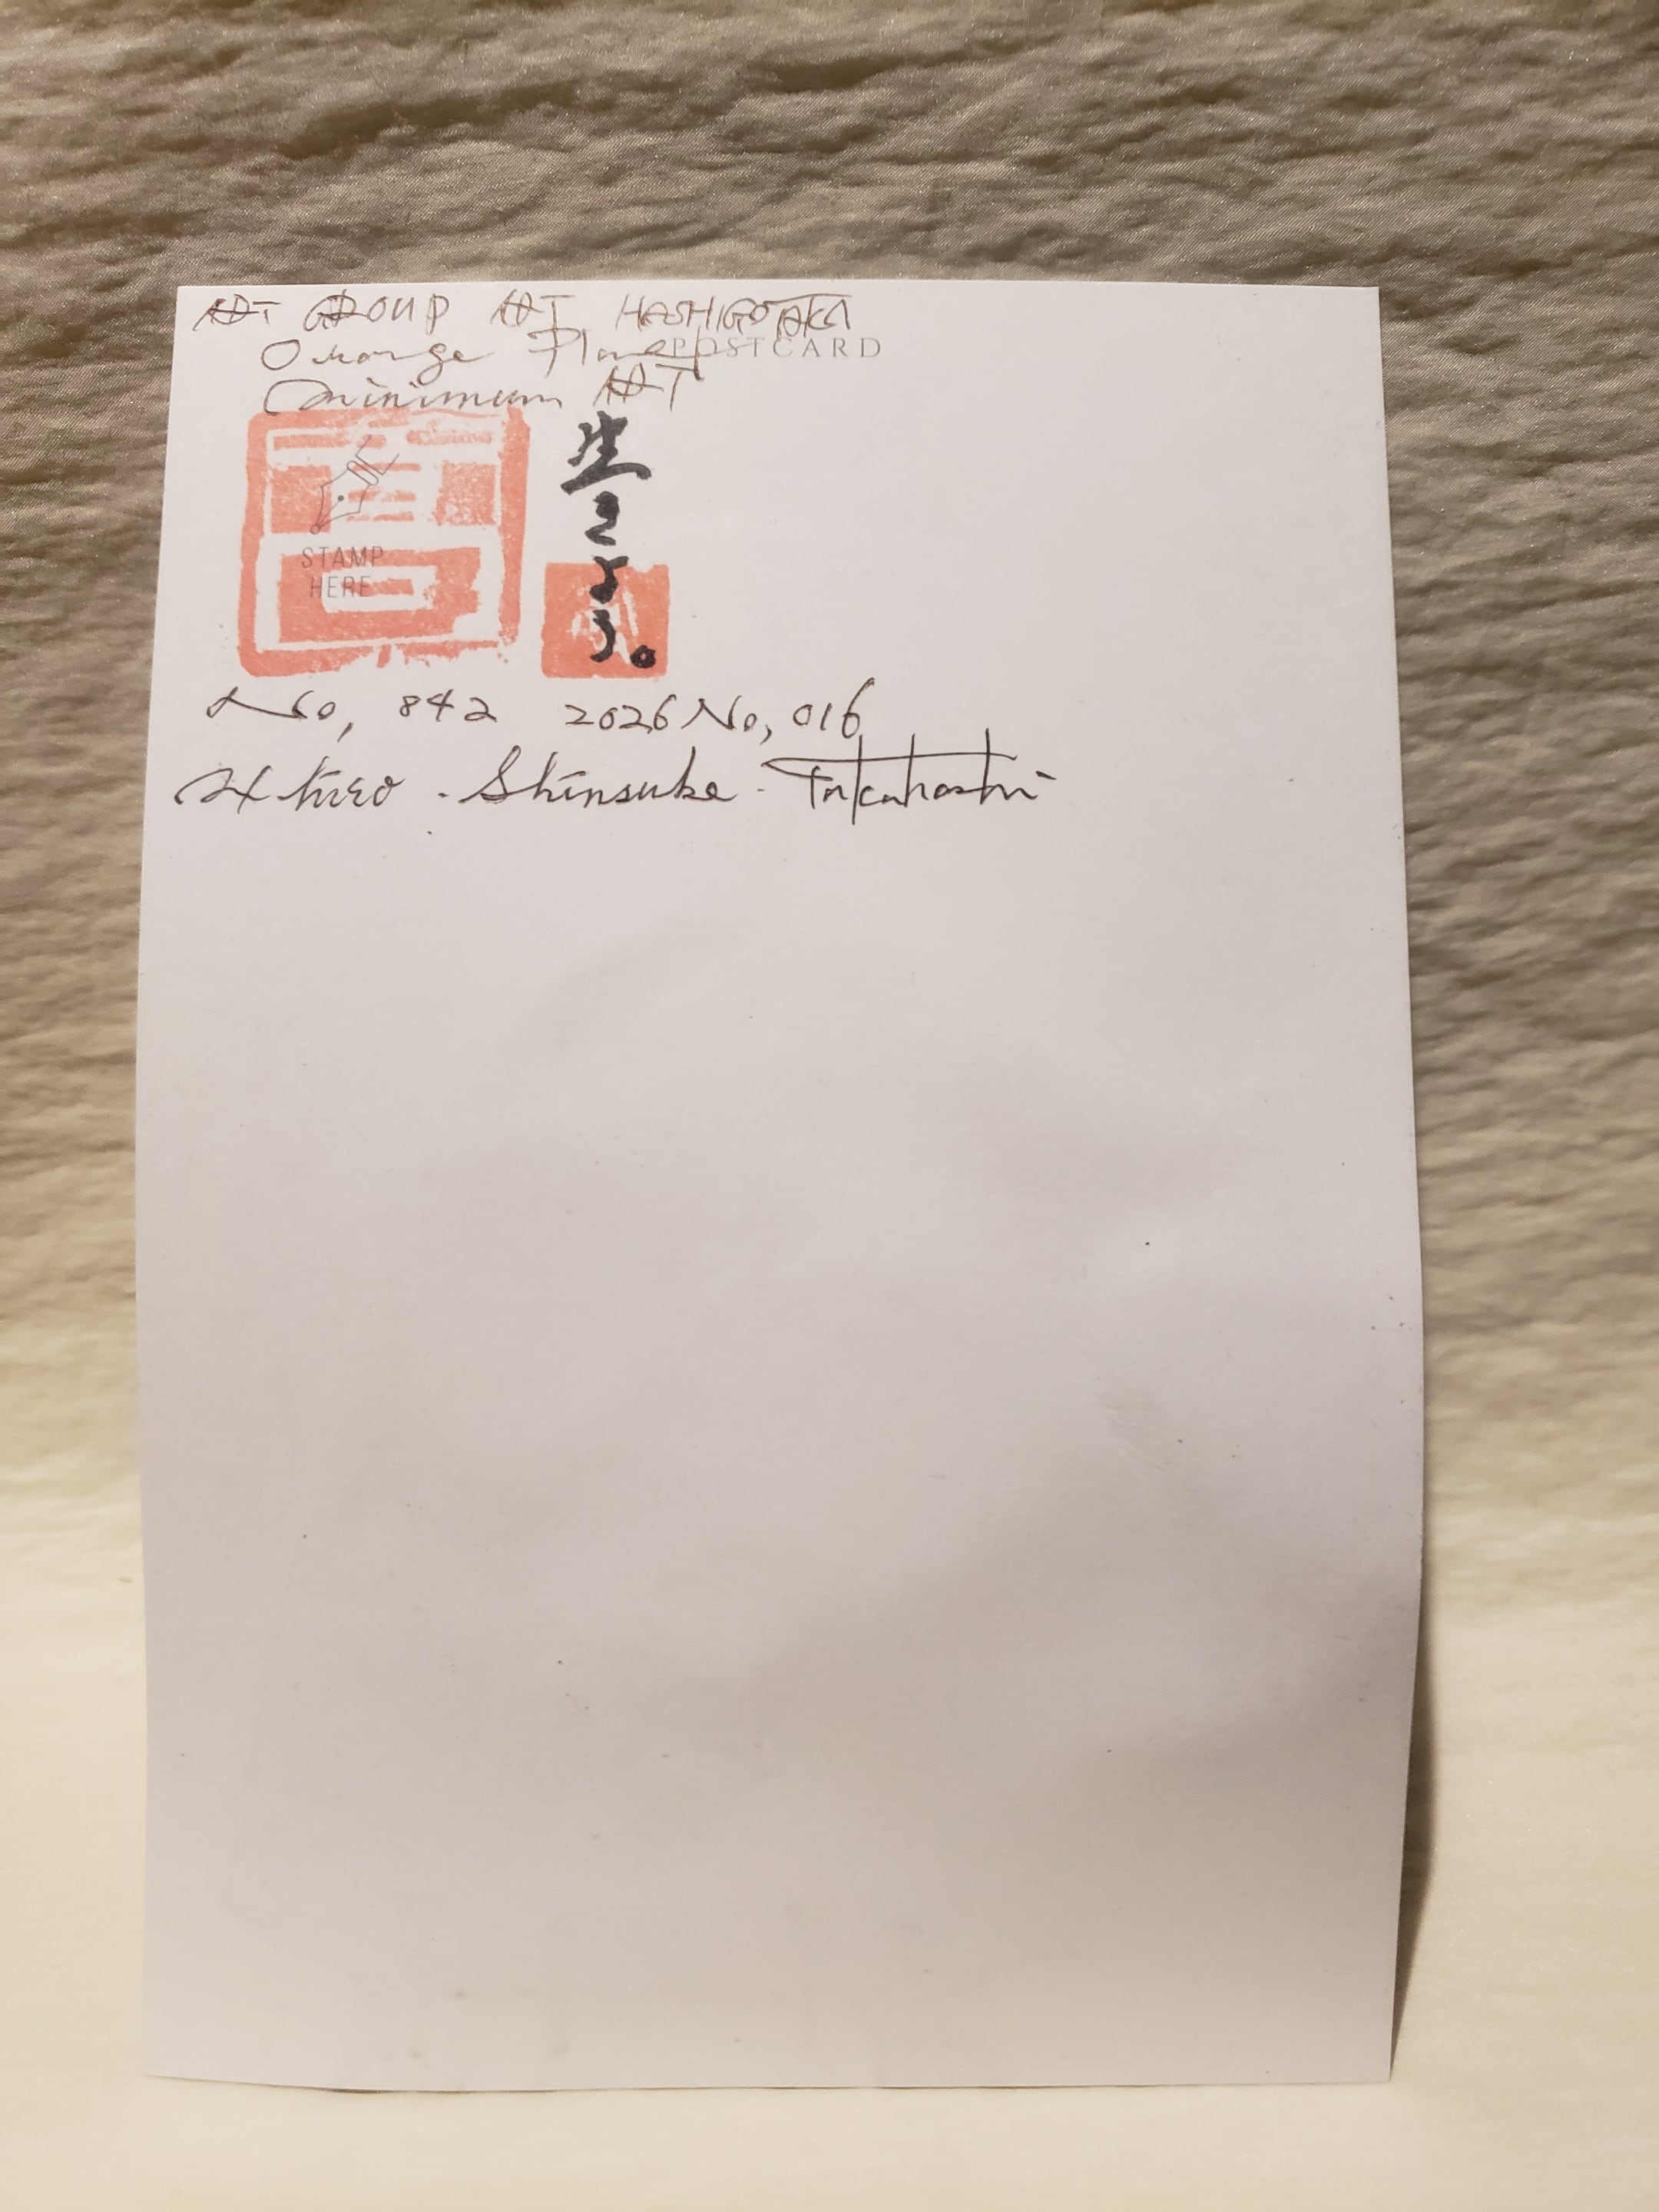 ART GROUP ART HASHIGOTAKA
POSTCARD
Orange Planet
minimum ART
STAMP
HERE
生きよう。
No, 842 2026 No, 016
Akiro - Shinsuke - Takahashi